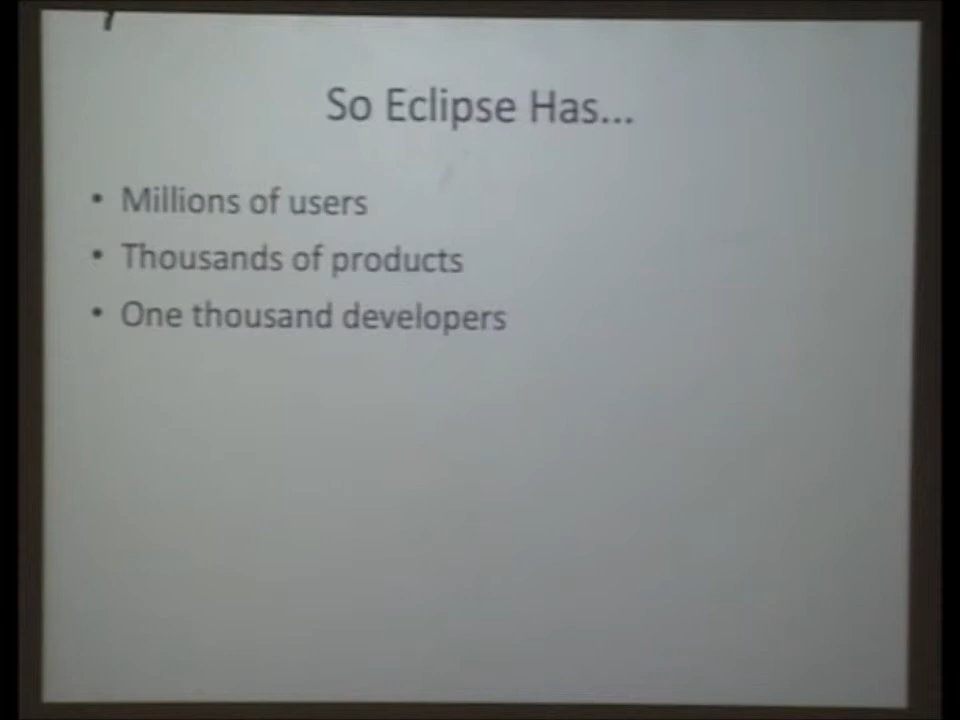 So Eclipse Has...
• Millions of users
• Thousands of products
• One thousand developers